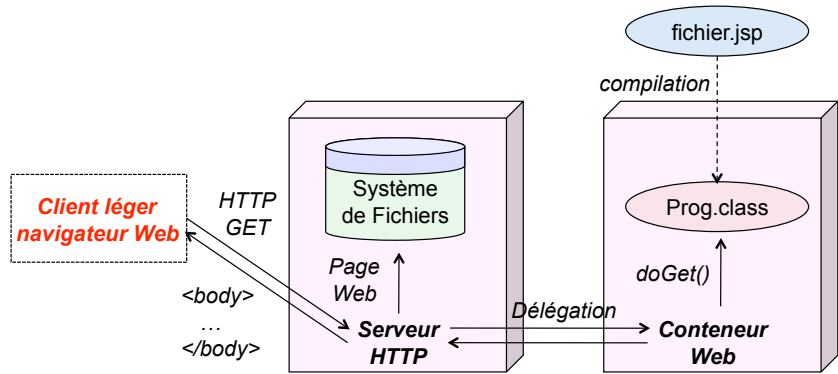 fichier.jsp
compilation
Client léger
navigateur Web
HTTP
GET
Système
de Fichiers
Prog.class
Page
Web
doGet()
<body>
...
</body>
Serveur
HTTP
Délégation
Conteneur
Web